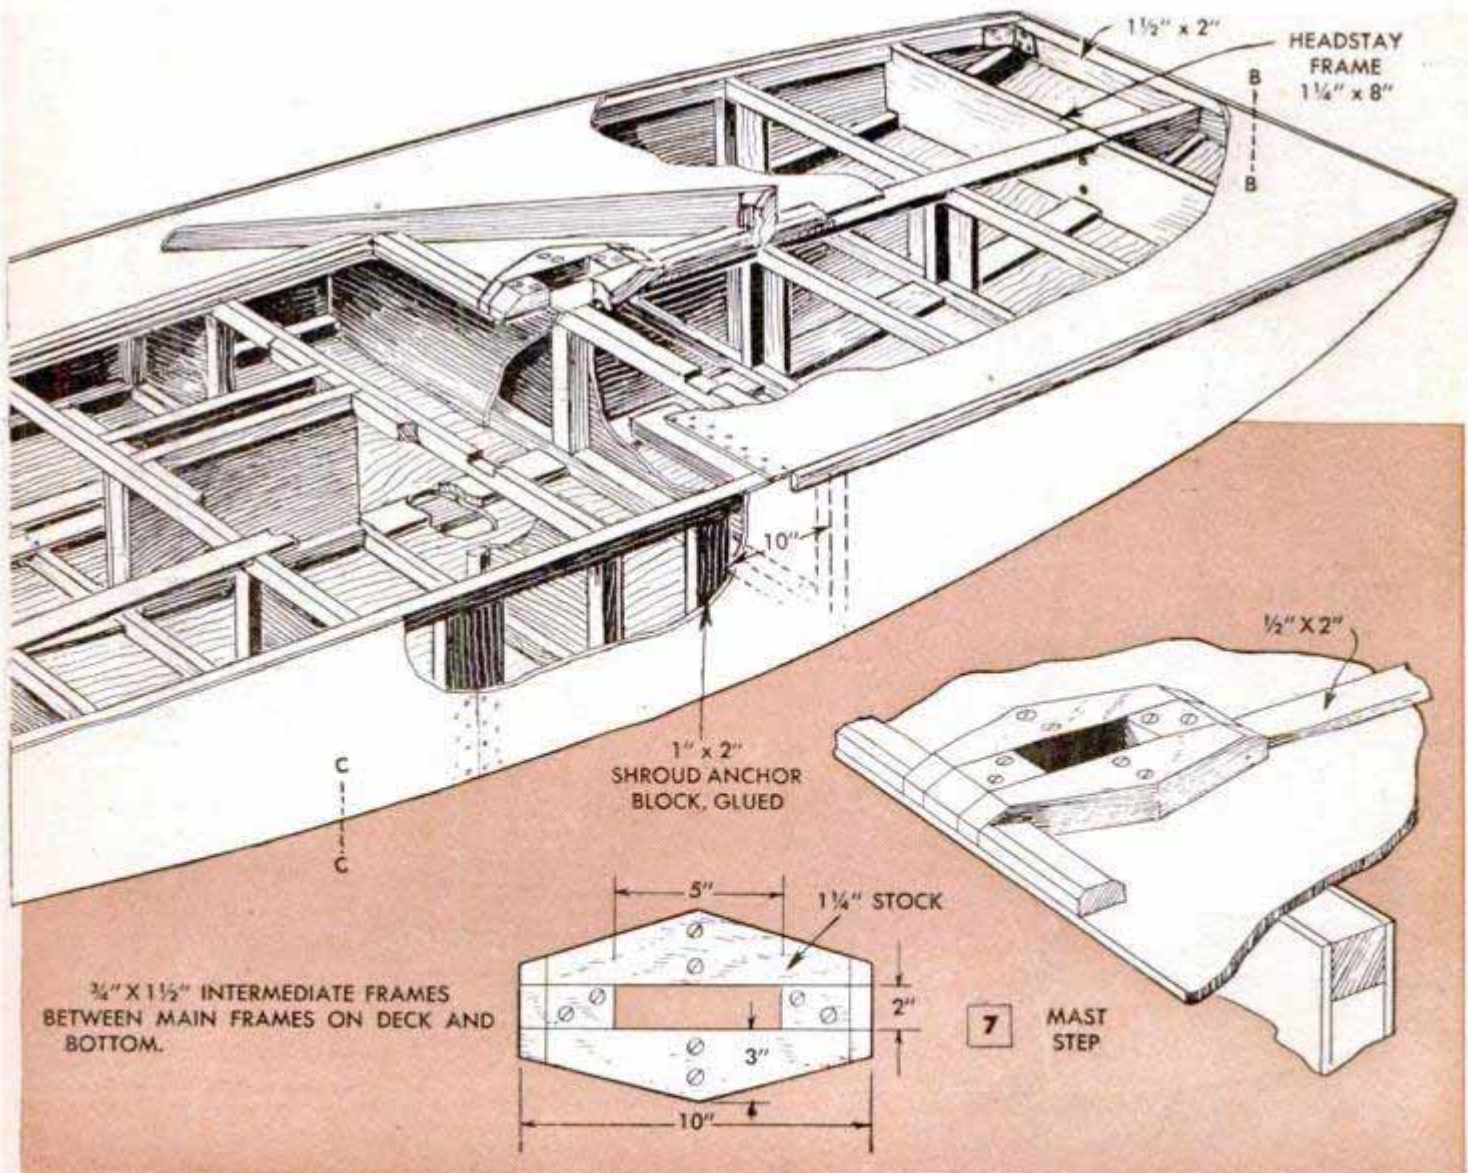 1½" x 2"
HEADSTAY
FRAME
1¼" x 8"
B
B
10"
½" X 2"
1" x 2"
SHROUD ANCHOR
BLOCK, GLUED
C
C
5"
1¼" STOCK
¾" X 1½" INTERMEDIATE FRAMES
BETWEEN MAIN FRAMES ON DECK AND
BOTTOM.
2"
3"
10"
7 MAST
STEP